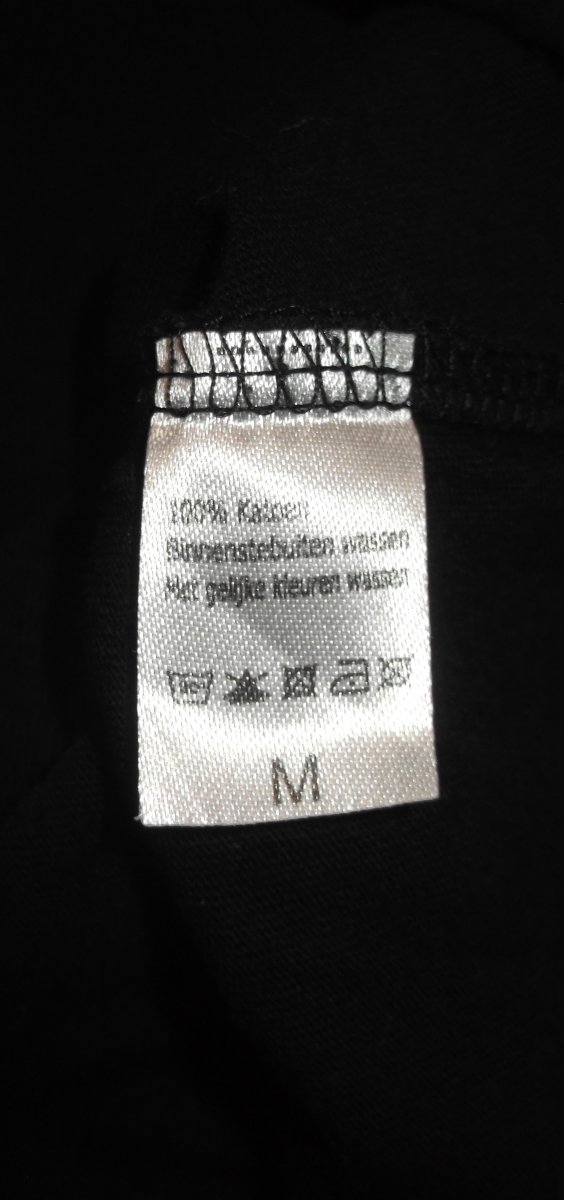 100% Katoen
Binnenstebuiten wassen
Met gelijke kleuren wassen
M